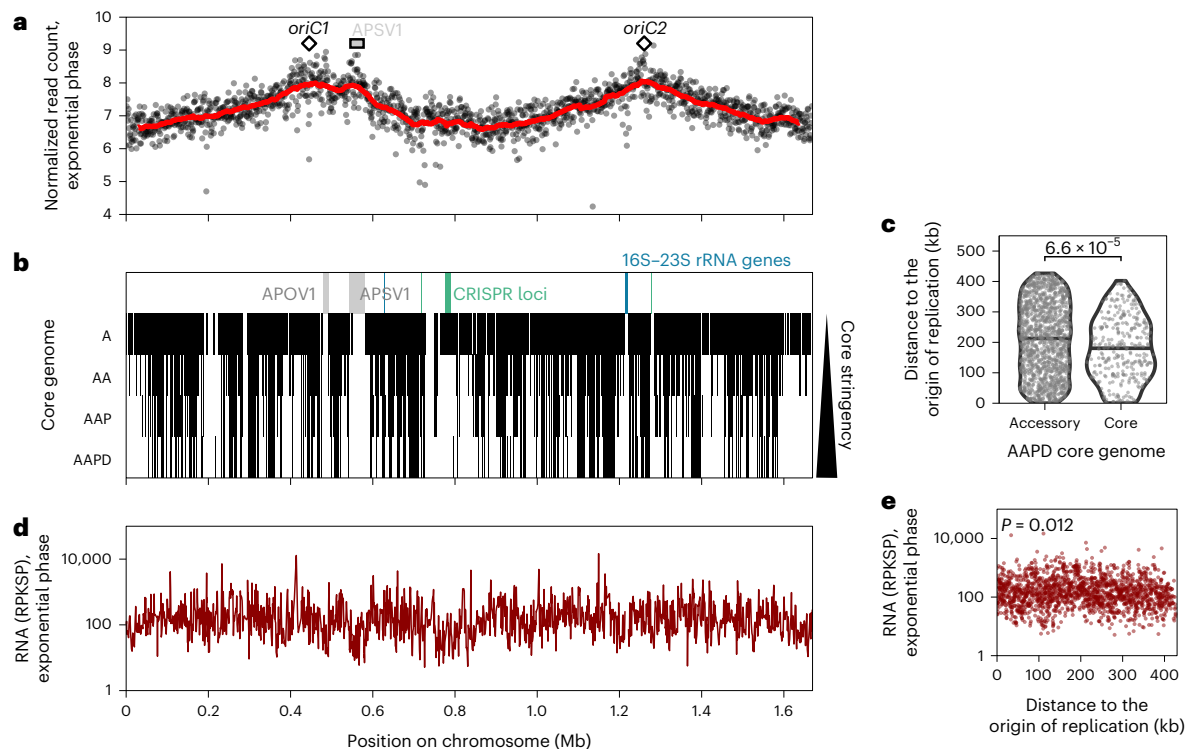 a
oriC1
APSV1
oriC2
Normalized read count,
exponential phase
10
9
8
7
6
5
4
b
16S–23S rRNA genes
APOV1
APSV1
CRISPR loci
Core genome
A
AA
AAP
AAPD
Core stringency
c
Distance to the
origin of replication (kb)
500
400
300
200
100
0
6.6 × 10⁻⁵
Accessory
Core
AAPD core genome
d
RNA (RPKSP),
exponential phase
10,000
100
1
0
0.2
0.4
0.6
0.8
1.0
1.2
1.4
1.6
Position on chromosome (Mb)
e
RNA (RPKSP),
exponential phase
P = 0.012
10,000
100
1
0
100
200
300
400
Distance to the
origin of replication (kb)